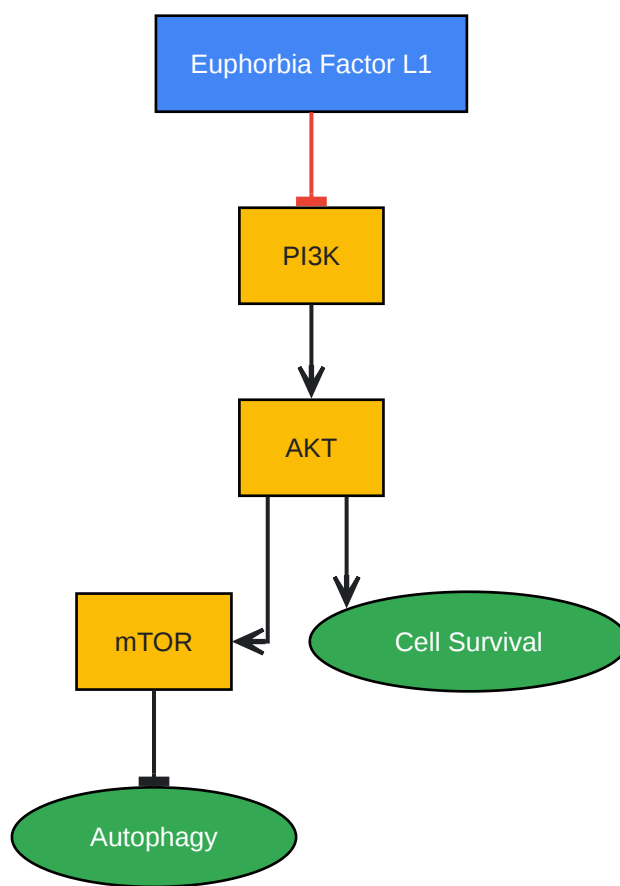 Euphorbia Factor L1
PI3K
AKT
mTOR
Cell Survival
Autophagy